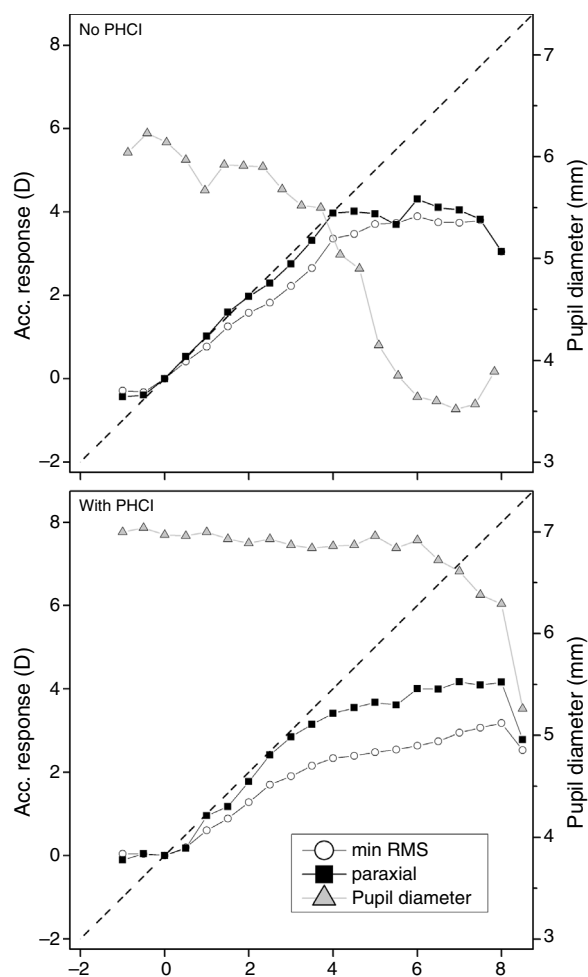 No PHCI
8
6
4
2
0
−2
Acc. response (D)
7
6
5
4
3
Pupil diameter (mm)
With PHCI
8
6
4
2
0
−2
Acc. response (D)
7
6
5
4
3
Pupil diameter (mm)
min RMS
paraxial
Pupil diameter
−2 0 2 4 6 8